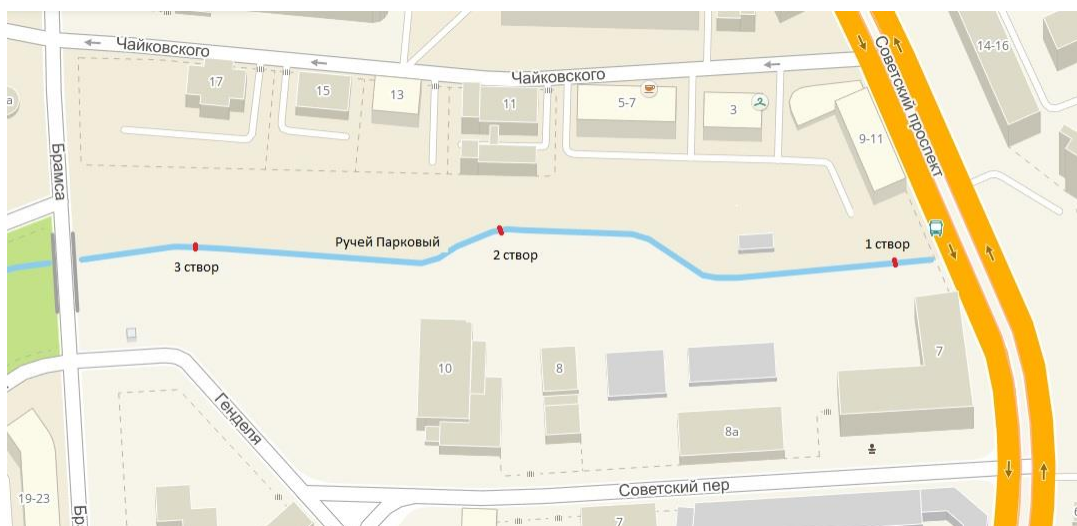 Чайковского
Советский проспект
14-16
17
15
13
11
Чайковского
5-7
3
9-11
Брамса
Ручей Парковый
3 створ
2 створ
1 створ
10
8
7
8а
Генделя
19-23
Советский пер
7